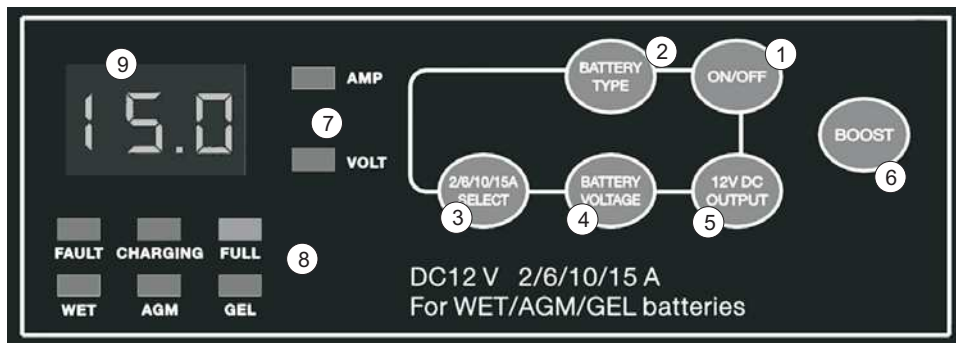 9
15.0
AMP
7
VOLT
FAULT CHARGING FULL
8
WET AGM GEL
2
BATTERY
TYPE
1
ON/OFF
BOOST
6
2/6/10/15A
SELECT
3
BATTERY
VOLTAGE
4
12V DC
OUTPUT
5
DC12 V 2/6/10/15 A
For WET/AGM/GEL batteries